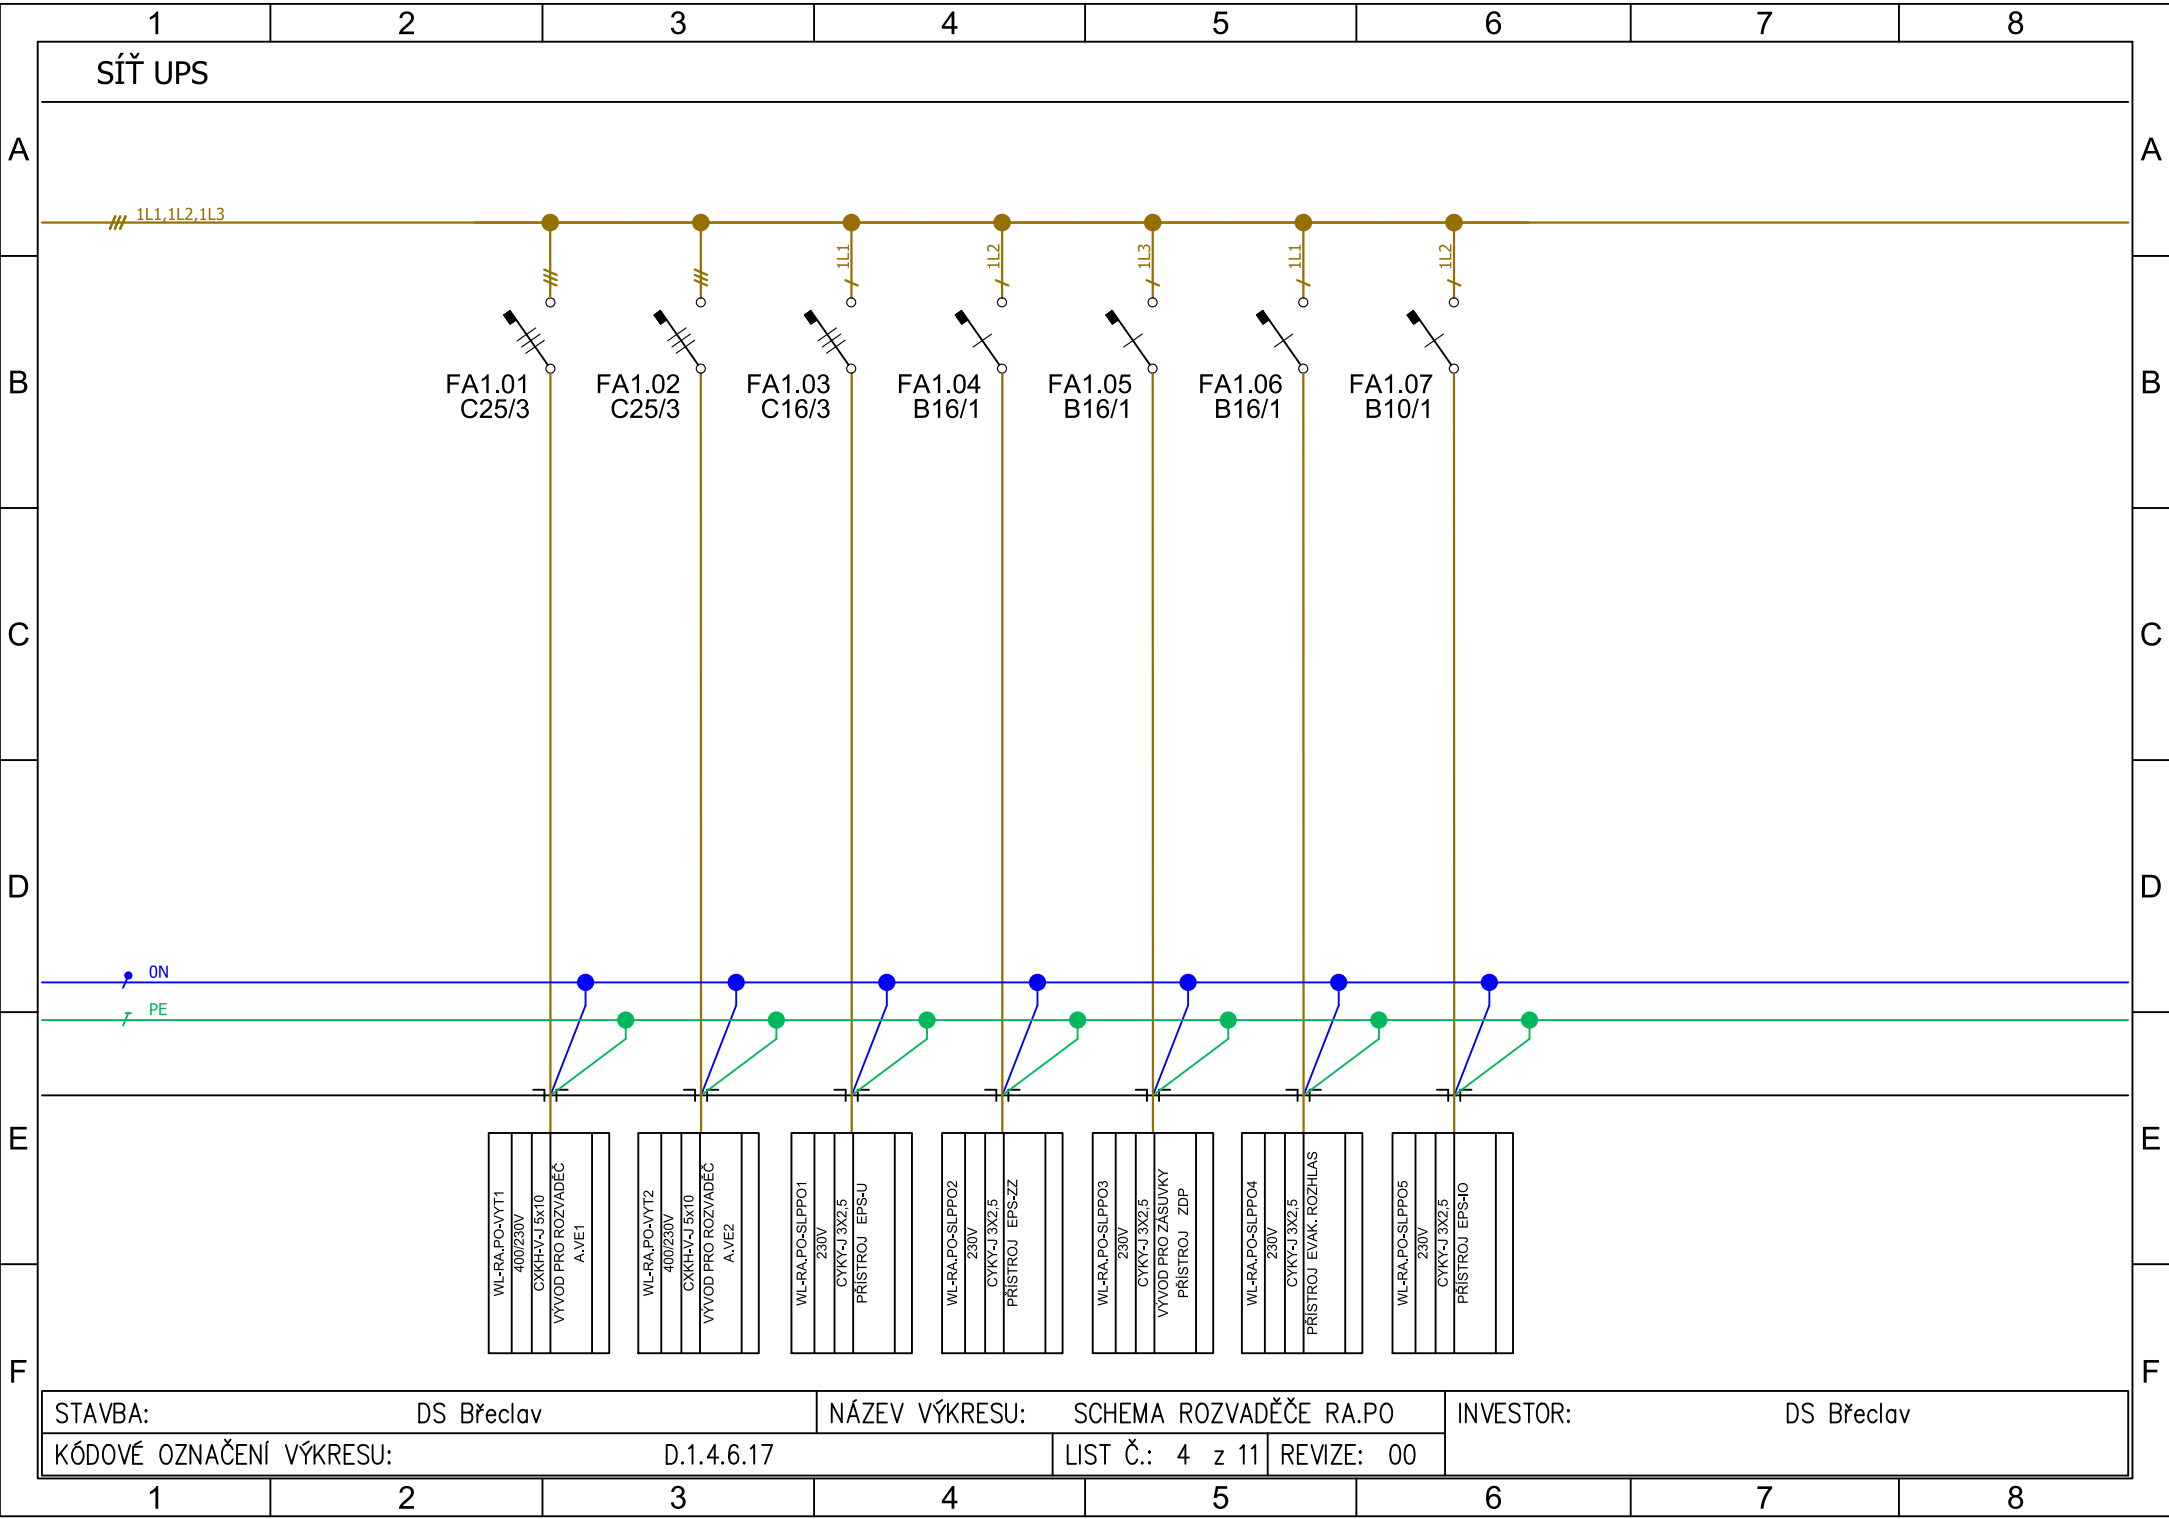 1 2 3 4 5 6 7 8
SÍŤ UPS
A A
1L1,1L2,1L3
1L1 1L2 1L3 1L1 1L2
B B
FA1.01 FA1.02 FA1.03 FA1.04 FA1.05 FA1.06 FA1.07
C25/3 C25/3 C16/3 B16/1 B16/1 B16/1 B10/1
C C
D D
0N
PE
E E
WL-RA.PO-VYT1
400/230V
CXKH-V-J 5x10
VÝVOD PRO ROZVADĚČ
A.VE1
WL-RA.PO-VYT2
400/230V
CXKH-V-J 5x10
VÝVOD PRO ROZVADĚČ
A.VE2
WL-RA.PO-SLPPO1
230V
CYKY-J 3X2,5
PŘÍSTROJ EPS-U
WL-RA.PO-SLPPO2
230V
CYKY-J 3X2,5
PŘÍSTROJ EPS-ZZ
WL-RA.PO-SLPPO3
230V
CYKY-J 3X2,5
VÝVOD PRO ZÁSUVKY
PŘÍSTROJ ZDP
WL-RA.PO-SLPPO4
230V
CYKY-J 3X2,5
PŘÍSTROJ EVAK. ROZHLAS
WL-RA.PO-SLPPO5
230V
CYKY-J 3X2,5
PŘÍSTROJ EPS-IO
F F
STAVBA: DS Břeclav NÁZEV VÝKRESU: SCHEMA ROZVADĚČE RA.PO INVESTOR: DS Břeclav
KÓDOVÉ OZNAČENÍ VÝKRESU: D.1.4.6.17 LIST Č.: 4 z 11 REVIZE: 00
1 2 3 4 5 6 7 8